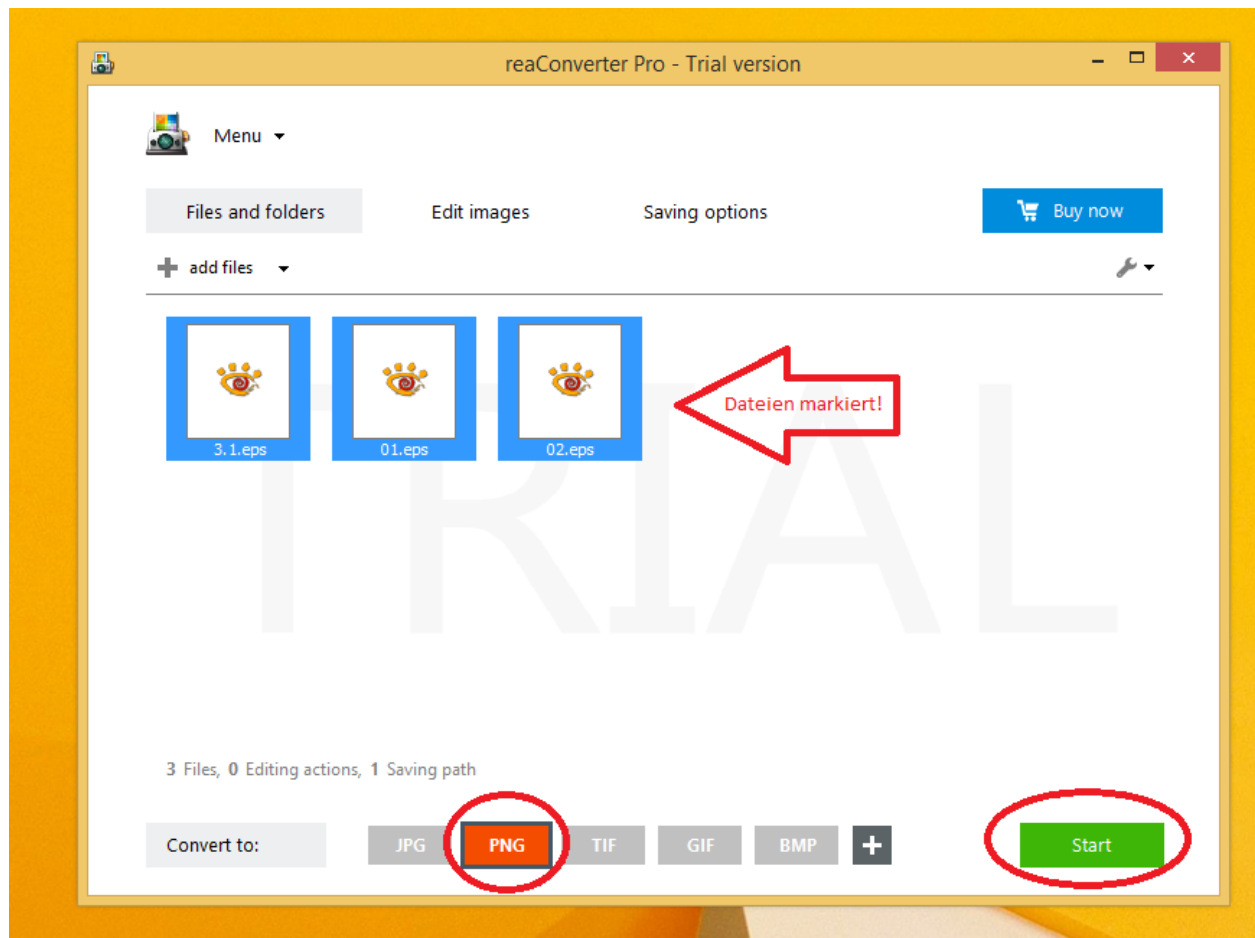 reaConverter Pro - Trial version
Menu
Files and folders Edit images Saving options Buy now
add files
Dateien markiert!
3.1.eps 01.eps 02.eps
TRIAL
3 Files, 0 Editing actions, 1 Saving path
Convert to: JPG PNG TIF GIF BMP + Start